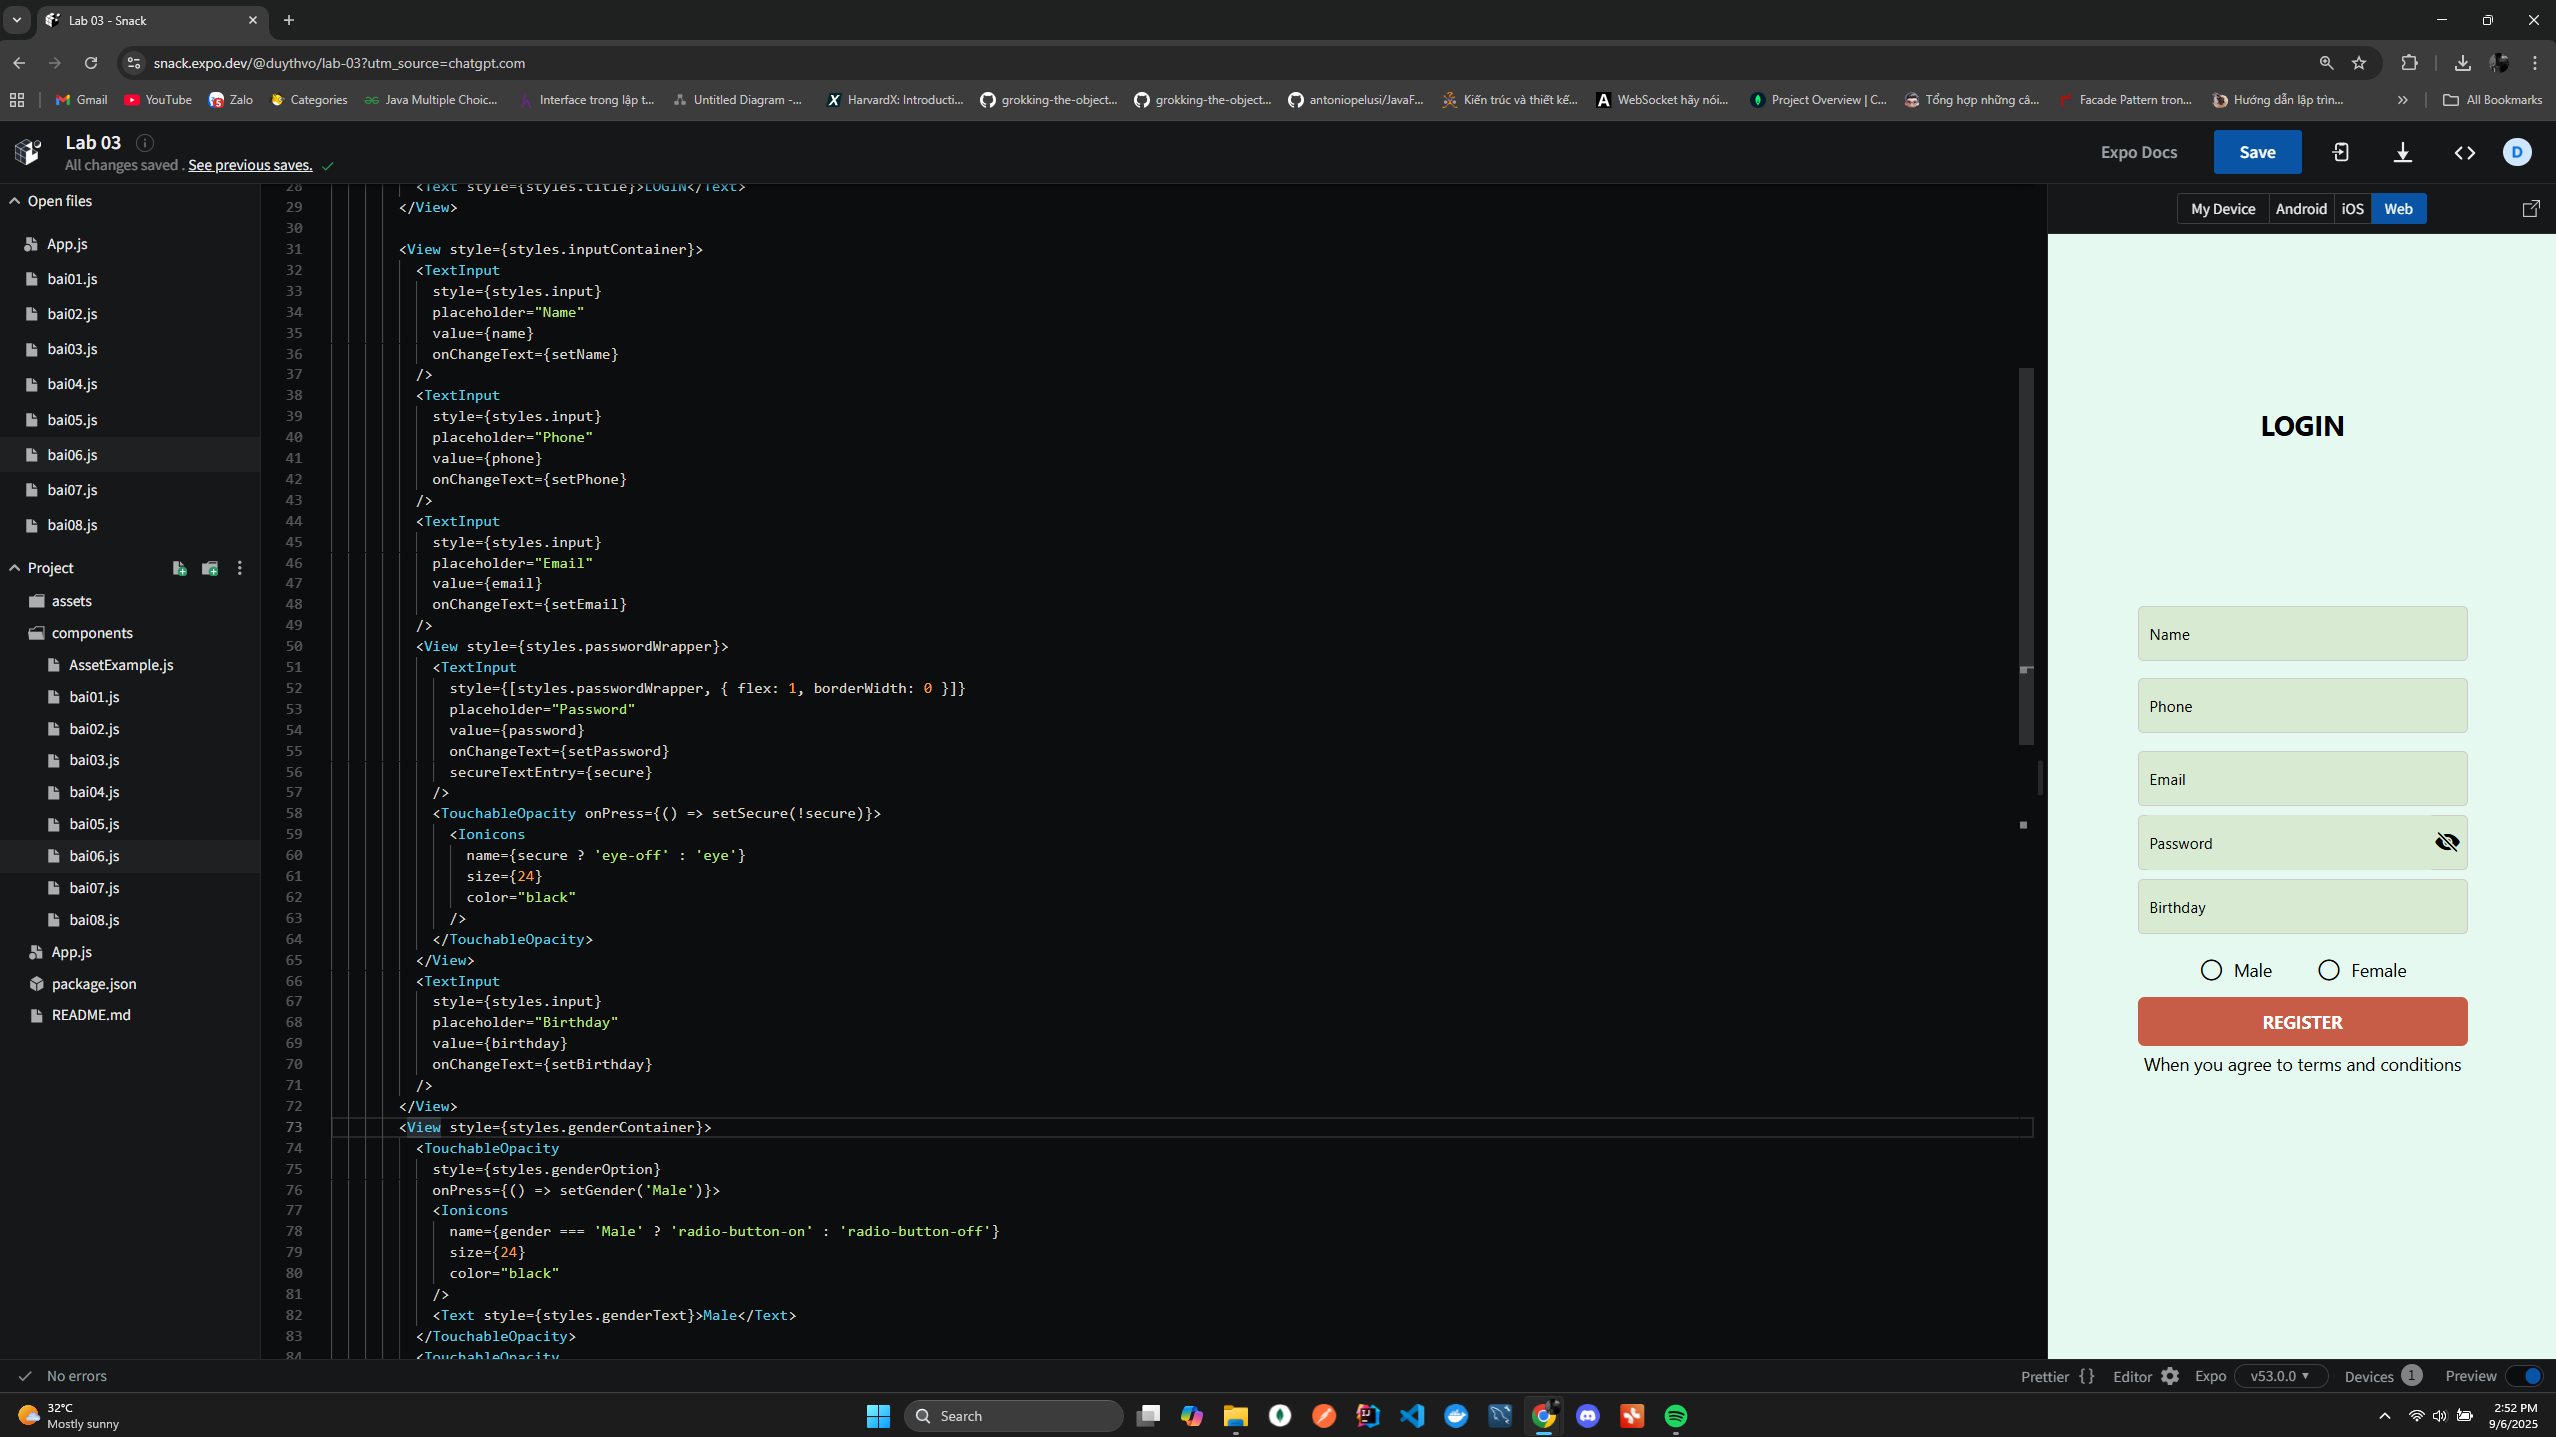 Lab 03 - Snack
snack.expo.dev/@duythvo/lab-03?utm_source=chatgpt.com
Gmail
YouTube
Zalo
Categories
Java Multiple Choic...
Interface trong lập t...
Untitled Diagram -...
HarvardX: Introducti...
grokking-the-object...
grokking-the-object...
antoniopelusi/JavaF...
Kiến trúc và thiết kế...
WebSocket hãy nói...
Project Overview | C...
Tổng hợp những câ...
Facade Pattern tron...
Hướng dẫn lập trìn...
All Bookmarks
Lab 03
All changes saved. See previous saves.
Expo Docs
Save
D
Open files
App.js
bai01.js
bai02.js
bai03.js
bai04.js
bai05.js
bai06.js
bai07.js
bai08.js
Project
assets
components
AssetExample.js
bai01.js
bai02.js
bai03.js
bai04.js
bai05.js
bai06.js
bai07.js
bai08.js
App.js
package.json
README.md
28 <Text style={styles.title}>LOGIN</Text>
29 </View>
30
31 <View style={styles.inputContainer}>
32 <TextInput
33 style={styles.input}
34 placeholder="Name"
35 value={name}
36 onChangeText={setName}
37 />
38 <TextInput
39 style={styles.input}
40 placeholder="Phone"
41 value={phone}
42 onChangeText={setPhone}
43 />
44 <TextInput
45 style={styles.input}
46 placeholder="Email"
47 value={email}
48 onChangeText={setEmail}
49 />
50 <View style={styles.passwordWrapper}>
51 <TextInput
52 style={[styles.passwordWrapper, { flex: 1, borderWidth: 0 }]}
53 placeholder="Password"
54 value={password}
55 onChangeText={setPassword}
56 secureTextEntry={secure}
57 />
58 <TouchableOpacity onPress={() => setSecure(!secure)}>
59 <Ionicons
60 name={secure ? 'eye-off' : 'eye'}
61 size={24}
62 color="black"
63 />
64 </TouchableOpacity>
65 </View>
66 <TextInput
67 style={styles.input}
68 placeholder="Birthday"
69 value={birthday}
70 onChangeText={setBirthday}
71 />
72 </View>
73 <View style={styles.genderContainer}>
74 <TouchableOpacity
75 style={styles.genderOption}
76 onPress={() => setGender('Male')}>
77 <Ionicons
78 name={gender === 'Male' ? 'radio-button-on' : 'radio-button-off'}
79 size={24}
80 color="black"
81 />
82 <Text style={styles.genderText}>Male</Text>
83 </TouchableOpacity>
84 <TouchableOpacity
My Device
Android
iOS
Web
LOGIN
Name
Phone
Email
Password
Birthday
Male
Female
REGISTER
When you agree to terms and conditions
No errors
Prettier {}
Editor
Expo
v53.0.0
Devices 1
Preview
32°C
Mostly sunny
Search
2:52 PM
9/6/2025